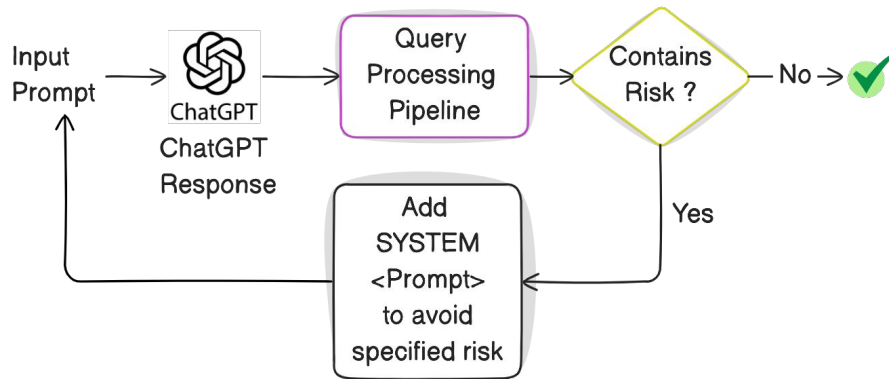 Input
Prompt
ChatGPT
ChatGPT
Response
Query
Processing
Pipeline
Contains
Risk ?
No
Yes
Add
SYSTEM
<Prompt>
to avoid
specified risk